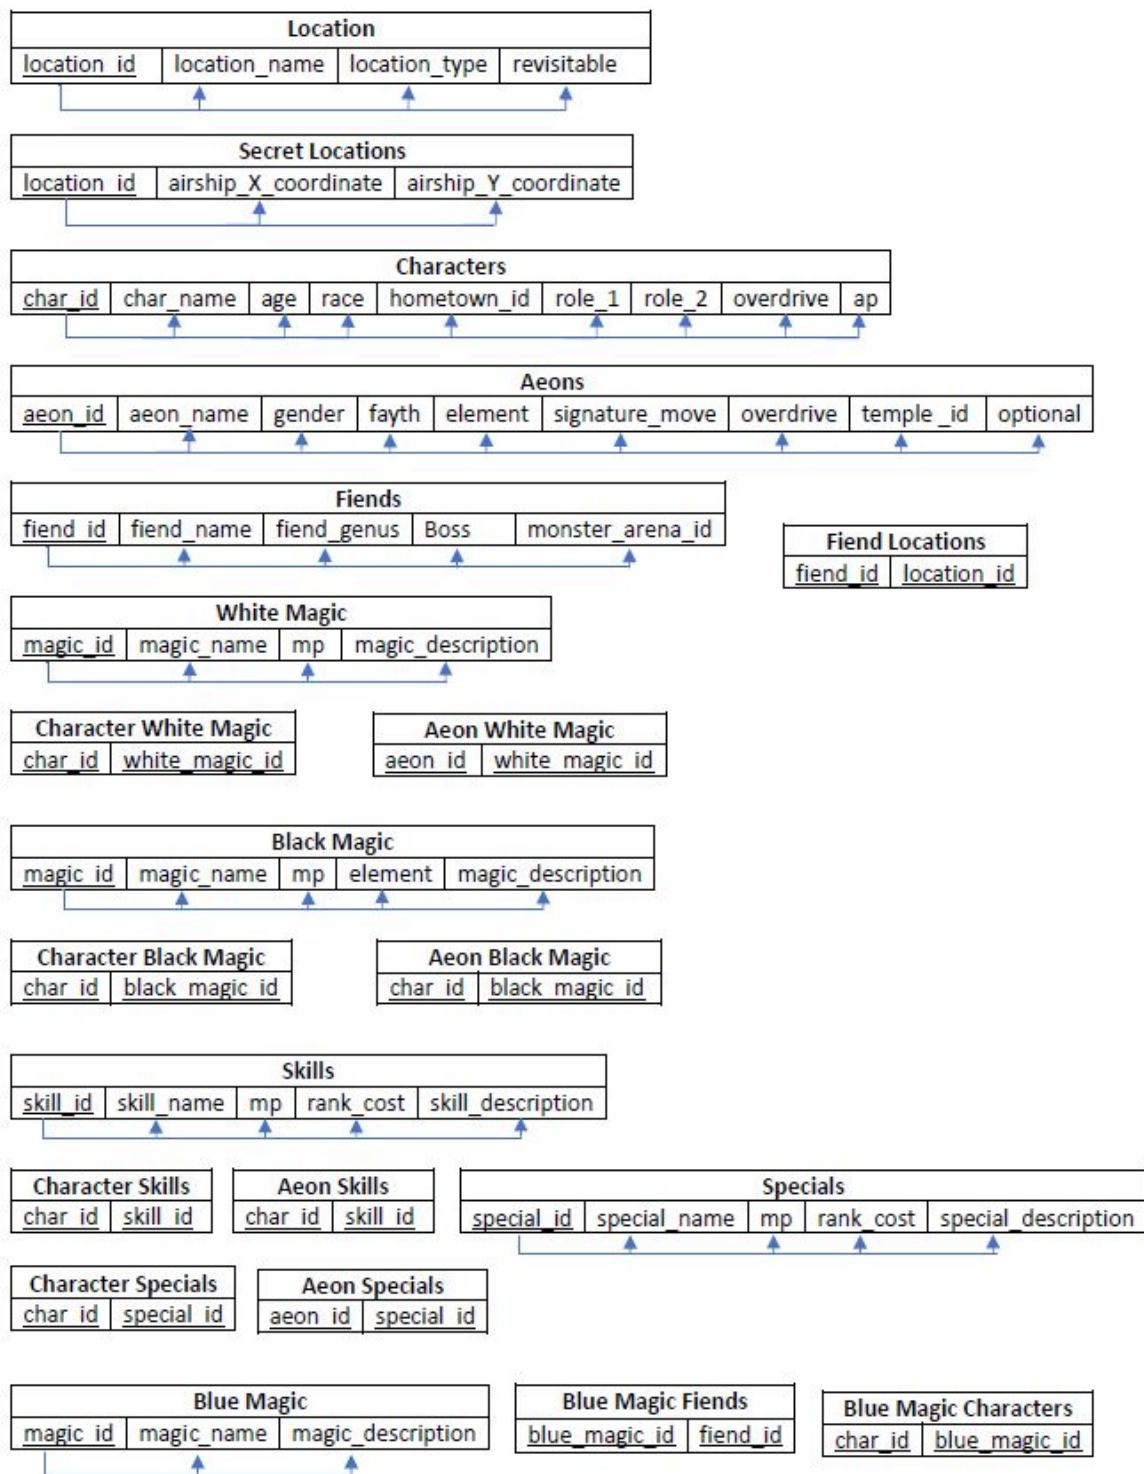 Location
location_id location_name location_type revisitable
Secret Locations
location_id airship_X_coordinate airship_Y_coordinate
Characters
char_id char_name age race hometown_id role_1 role_2 overdrive ap
Aeons
aeon_id aeon_name gender fayth element signature_move overdrive temple _id optional
Fiends
fiend_id fiend_name fiend_genus Boss monster_arena_id
Fiend Locations
fiend_id location_id
White Magic
magic_id magic_name mp magic_description
Character White Magic
char_id white_magic_id
Aeon White Magic
aeon_id white_magic_id
Black Magic
magic_id magic_name mp element magic_description
Character Black Magic
char_id black_magic_id
Aeon Black Magic
char_id black_magic_id
Skills
skill_id skill_name mp rank_cost skill_description
Character Skills
char_id skill_id
Aeon Skills
char_id skill_id
Specials
special_id special_name mp rank_cost special_description
Character Specials
char_id special_id
Aeon Specials
aeon_id special_id
Blue Magic
magic_id magic_name magic_description
Blue Magic Fiends
blue_magic_id fiend_id
Blue Magic Characters
char_id blue_magic_id